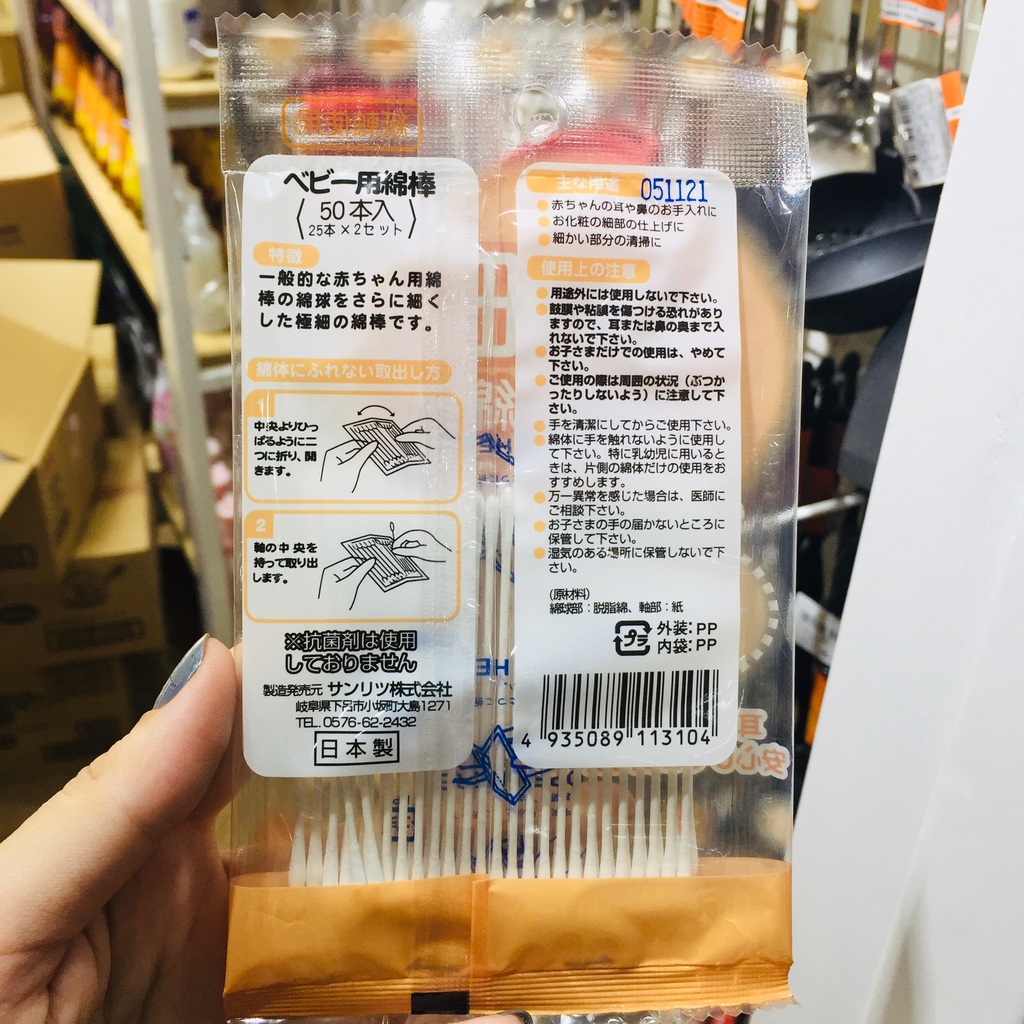 ベビー用綿棒
50本入
25本×2セット
特徴
一般的な赤ちゃん用綿
棒の綿球をさらに細く
した極細の綿棒です。
綿体にふれない取出し方
1
中央よりひっ
ぱるように二
つに折り、開
きます。
2
軸の中央を
持って取り出
します。
※抗菌剤は使用
しておりません
製造発売元 サンリツ株式会社
岐阜県下呂市小坂町大島1271
TEL.0576-62-2432
日本製
主な用途 051121
赤ちゃんの耳や鼻のお手入れに
お化粧の細部の仕上げに
細かい部分の清掃に
使用上の注意
用途外には使用しないで下さい。
鼓膜や粘膜を傷つける恐れがあり
ますので、耳または鼻の奥まで入
れないで下さい。
お子さまだけでの使用は、やめて
下さい。
ご使用の際は周囲の状況（ぶつか
ったりしないよう）に注意して下
さい。
手を清潔にしてからご使用下さい。
綿体に手を触れないように使用し
て下さい。特に乳幼児に用いるとき
は、片側の綿体だけの使用をお
すすめします。
万一異常を感じた場合は、医師に
ご相談下さい。
お子さまの手の届かないところに
保管して下さい。
湿気のある場所に保管しないで下
さい。
（原材料）
綿球部：脱脂綿、軸部：紙
プラ 外装：PP
内袋：PP
4 935089 113104